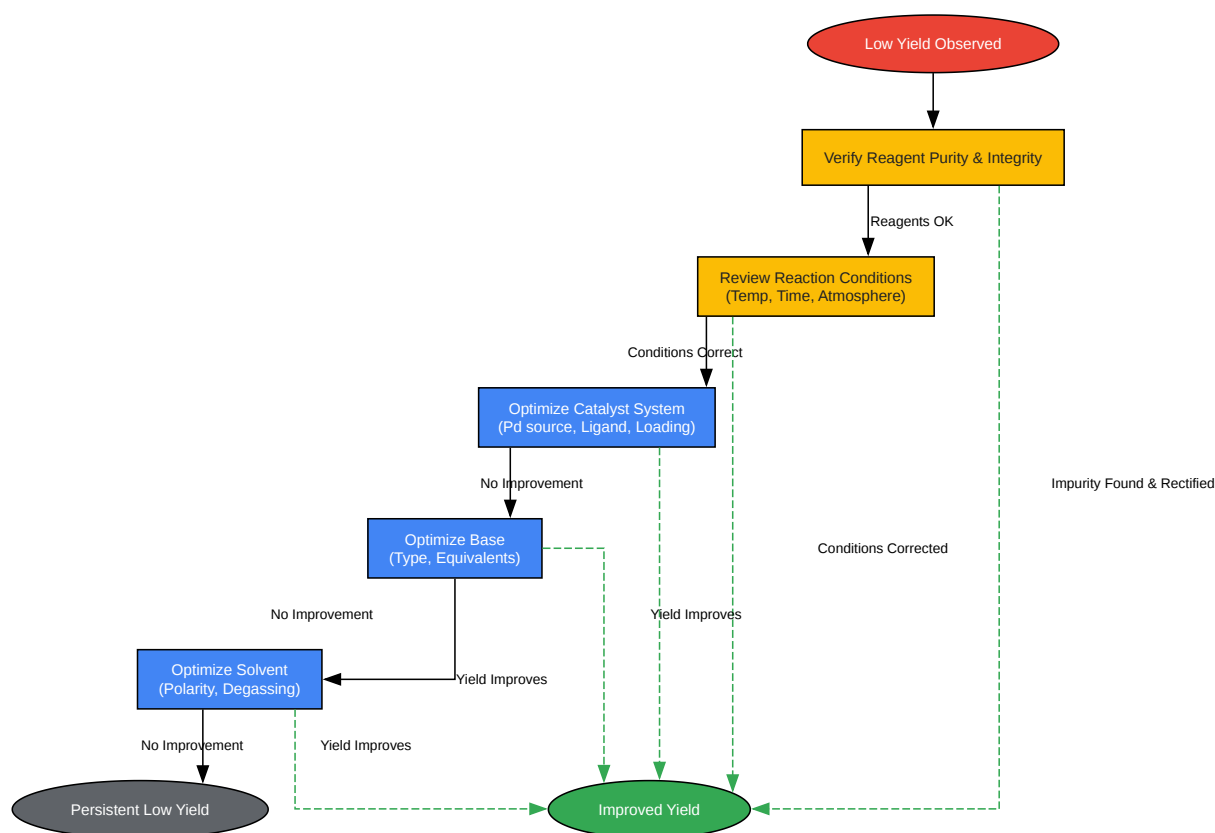 Low Yield Observed
Verify Reagent Purity & Integrity
Reagents OK
Review Reaction Conditions
(Temp, Time, Atmosphere)
Conditions Correct
Optimize Catalyst System
(Pd source, Ligand, Loading)
No Improvement
Impurity Found & Rectified
Optimize Base
(Type, Equivalents)
Conditions Corrected
No Improvement
Yield Improves
Optimize Solvent
(Polarity, Degassing)
Yield Improves
No Improvement
Yield Improves
Persistent Low Yield
Improved Yield